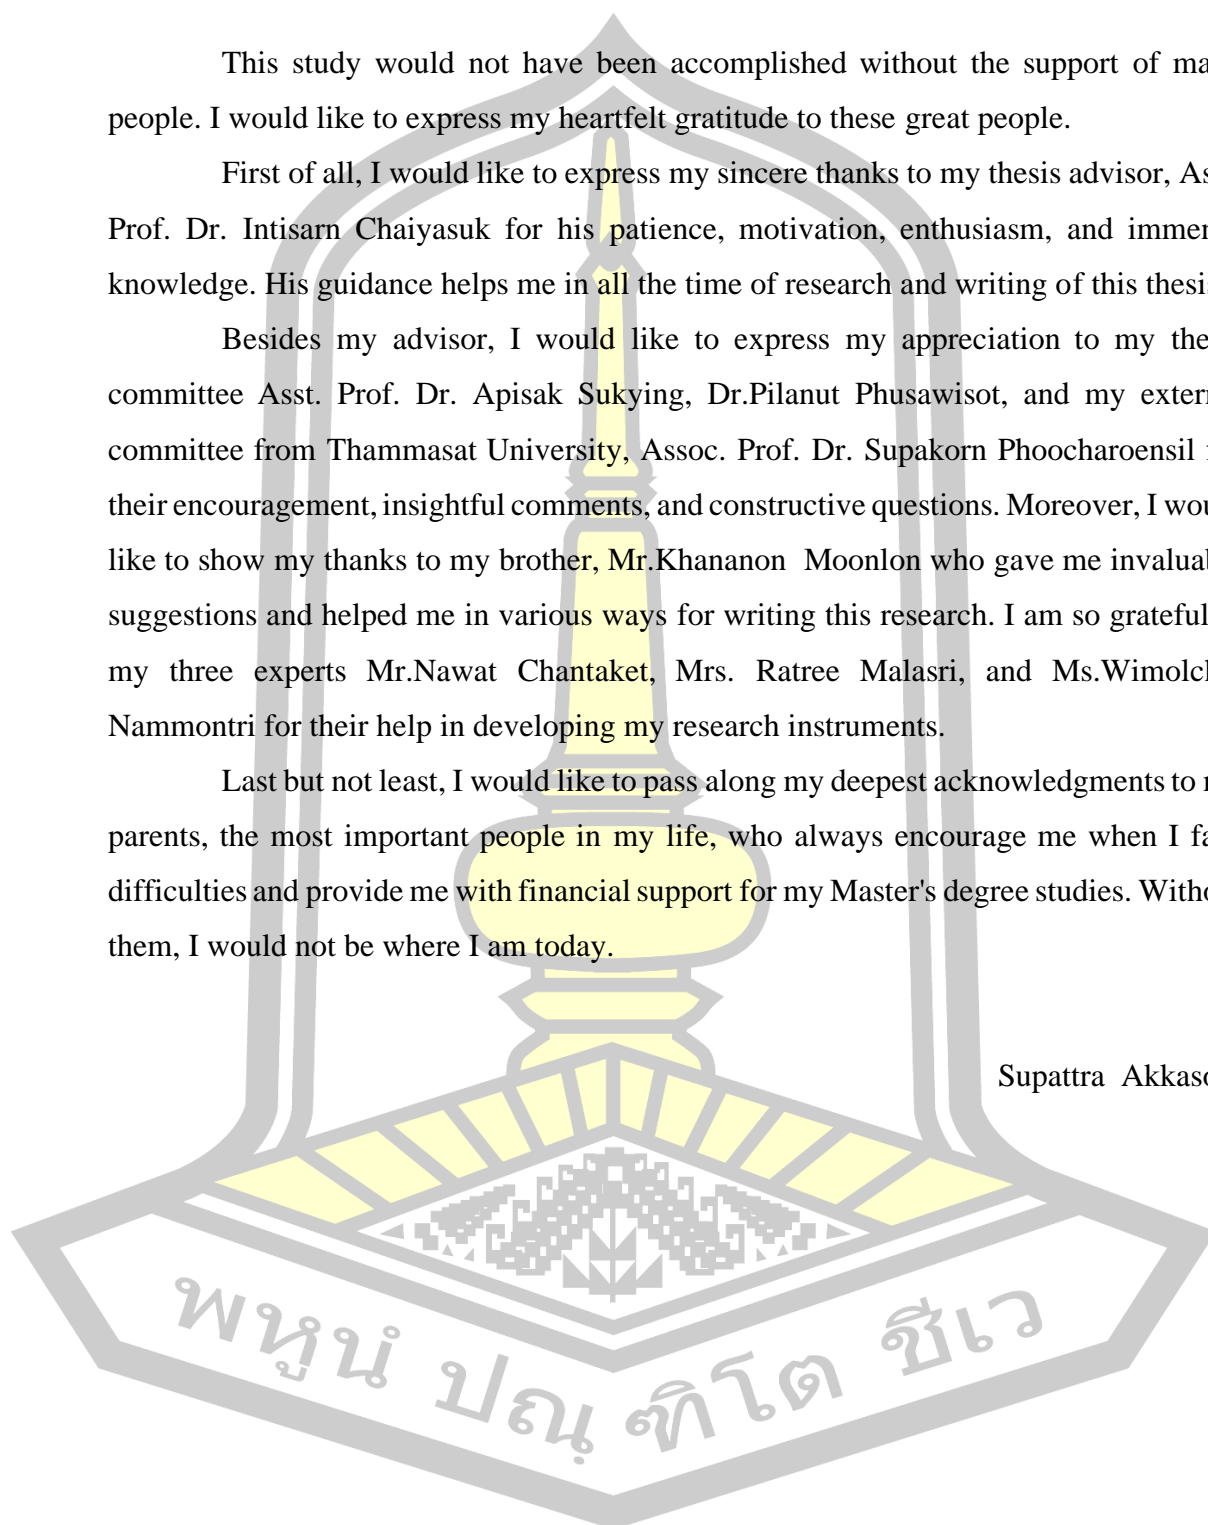 This study would not have been accomplished without the support of ma
people. I would like to express my heartfelt gratitude to these great people.
First of all, I would like to express my sincere thanks to my thesis advisor, As
Prof. Dr. Intisarn Chaiyasuk for his patience, motivation, enthusiasm, and immen
knowledge. His guidance helps me in all the time of research and writing of this thesis
Besides my advisor, I would like to express my appreciation to my the
committee Asst. Prof. Dr. Apisak Sukying, Dr.Pilanut Phusawisot, and my extern
committee from Thammasat University, Assoc. Prof. Dr. Supakorn Phoocharoensil
their encouragement, insightful comments, and constructive questions. Moreover, I wou
like to show my thanks to my brother, Mr.Khananon Moonlon who gave me invaluab
suggestions and helped me in various ways for writing this research. I am so grateful
my three experts Mr.Nawat Chantaket, Mrs. Ratree Malasri, and Ms.Wimolch
Nammontri for their help in developing my research instruments.
Last but not least, I would like to pass along my deepest acknowledgments to
parents, the most important people in my life, who always encourage me when I fa
difficulties and provide me with financial support for my Master's degree studies. Witho
them, I would not be where I am today.
Supattra Akkaso
พหูนํ ปณฺฑิโต ชีเว